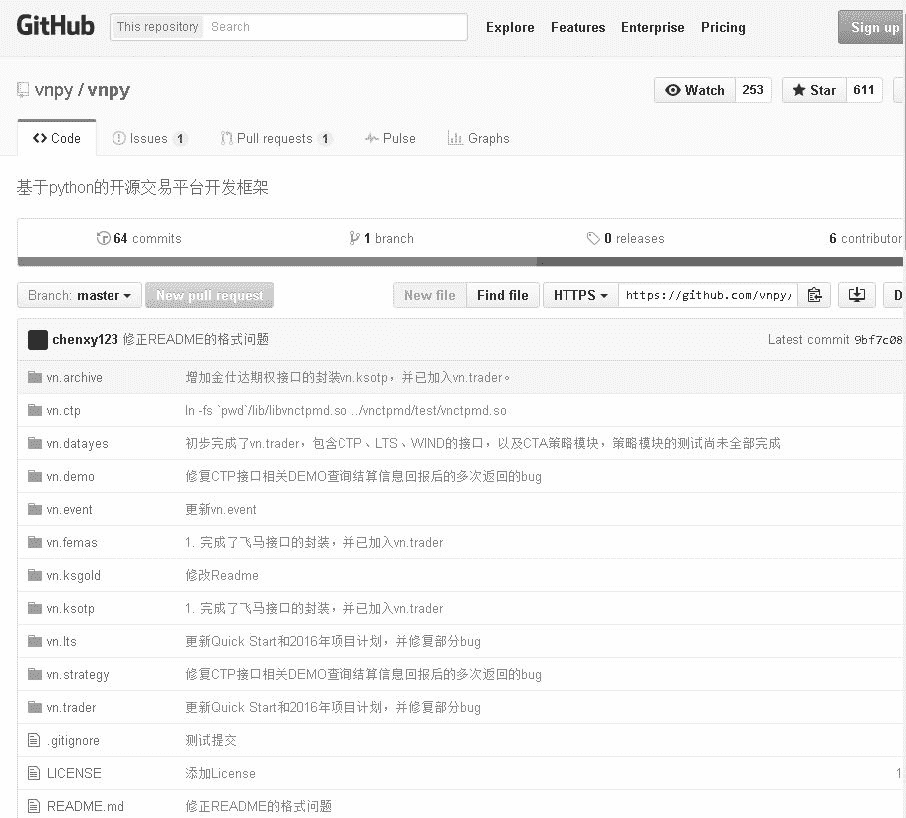 GitHub This repository Search Explore Features Enterprise Pricing Sign up
vnpy / vnpy Watch 253 Star 611
Code Issues 1 Pull requests 1 Pulse Graphs
基于python的开源交易平台开发框架
64 commits 1 branch 0 releases 6 contributor
Branch: master New pull request New file Find file HTTPS https://github.com/vnpy/ D
chenxy123 修正README的格式问题 Latest commit 9bf7c08
vn.archive 增加金仕达期权接口的封装vn.ksotp，并已加入vn.trader。
vn.ctp ln -fs `pwd`/lib/libvnctpmd.so ../vnctpmd/test/vnctpmd.so
vn.datayes 初步完成了vn.trader，包含CTP、LTS、WIND的接口，以及CTA策略模块，策略模块的测试尚未全部完成
vn.demo 修复CTP接口相关DEMO查询结算信息回报后的多次返回的bug
vn.event 更新vn.event
vn.femas 1. 完成了飞马接口的封装，并已加入vn.trader
vn.ksgold 修改Readme
vn.ksotp 1. 完成了飞马接口的封装，并已加入vn.trader
vn.lts 更新Quick Start和2016年项目计划，并修复部分bug
vn.strategy 修复CTP接口相关DEMO查询结算信息回报后的多次返回的bug
vn.trader 更新Quick Start和2016年项目计划，并修复部分bug
.gitignore 测试提交
LICENSE 添加License 1
README.md 修正README的格式问题